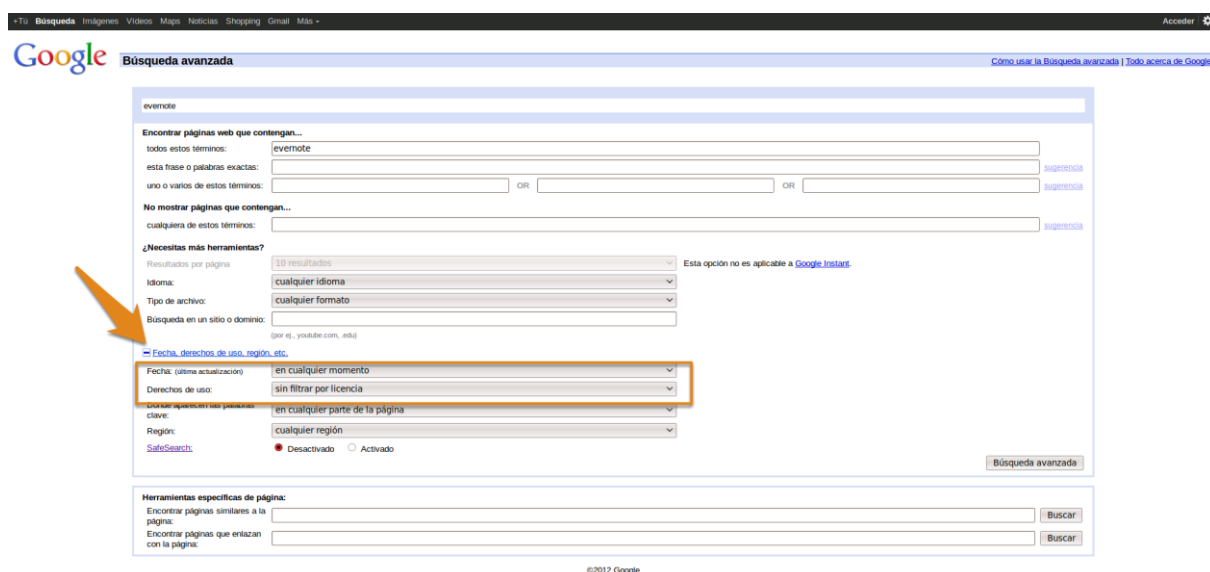 +Tú Búsqueda Imágenes Vídeos Maps Noticias Shopping Gmail Más Acceder
Google Búsqueda avanzada Cómo usar la Búsqueda avanzada | Todo acerca de Google
evernote
Encontrar páginas web que contengan...
todos estos términos: evernote
esta frase o palabras exactas: sugerencia
uno o varios de estos términos: OR OR sugerencia
No mostrar páginas que contengan...
cualquiera de estos términos: sugerencia
¿Necesitas más herramientas?
Resultados por página 10 resultados Esta opción no es aplicable a Google Instant.
Idioma: cualquier idioma
Tipo de archivo: cualquier formato
Búsqueda en un sitio o dominio:
(por ej., youtube.com, .edu)
Fecha, derechos de uso, región, etc.
Fecha: (última actualización) en cualquier momento
Derechos de uso: sin filtrar por licencia
Dónde aparecen las palabras
clave: en cualquier parte de la página
Región: cualquier región
SafeSearch: Desactivado Activado
Búsqueda avanzada
Herramientas específicas de página:
Encontrar páginas similares a la
página: Buscar
Encontrar páginas que enlazan
con la página: Buscar
©2012 Google